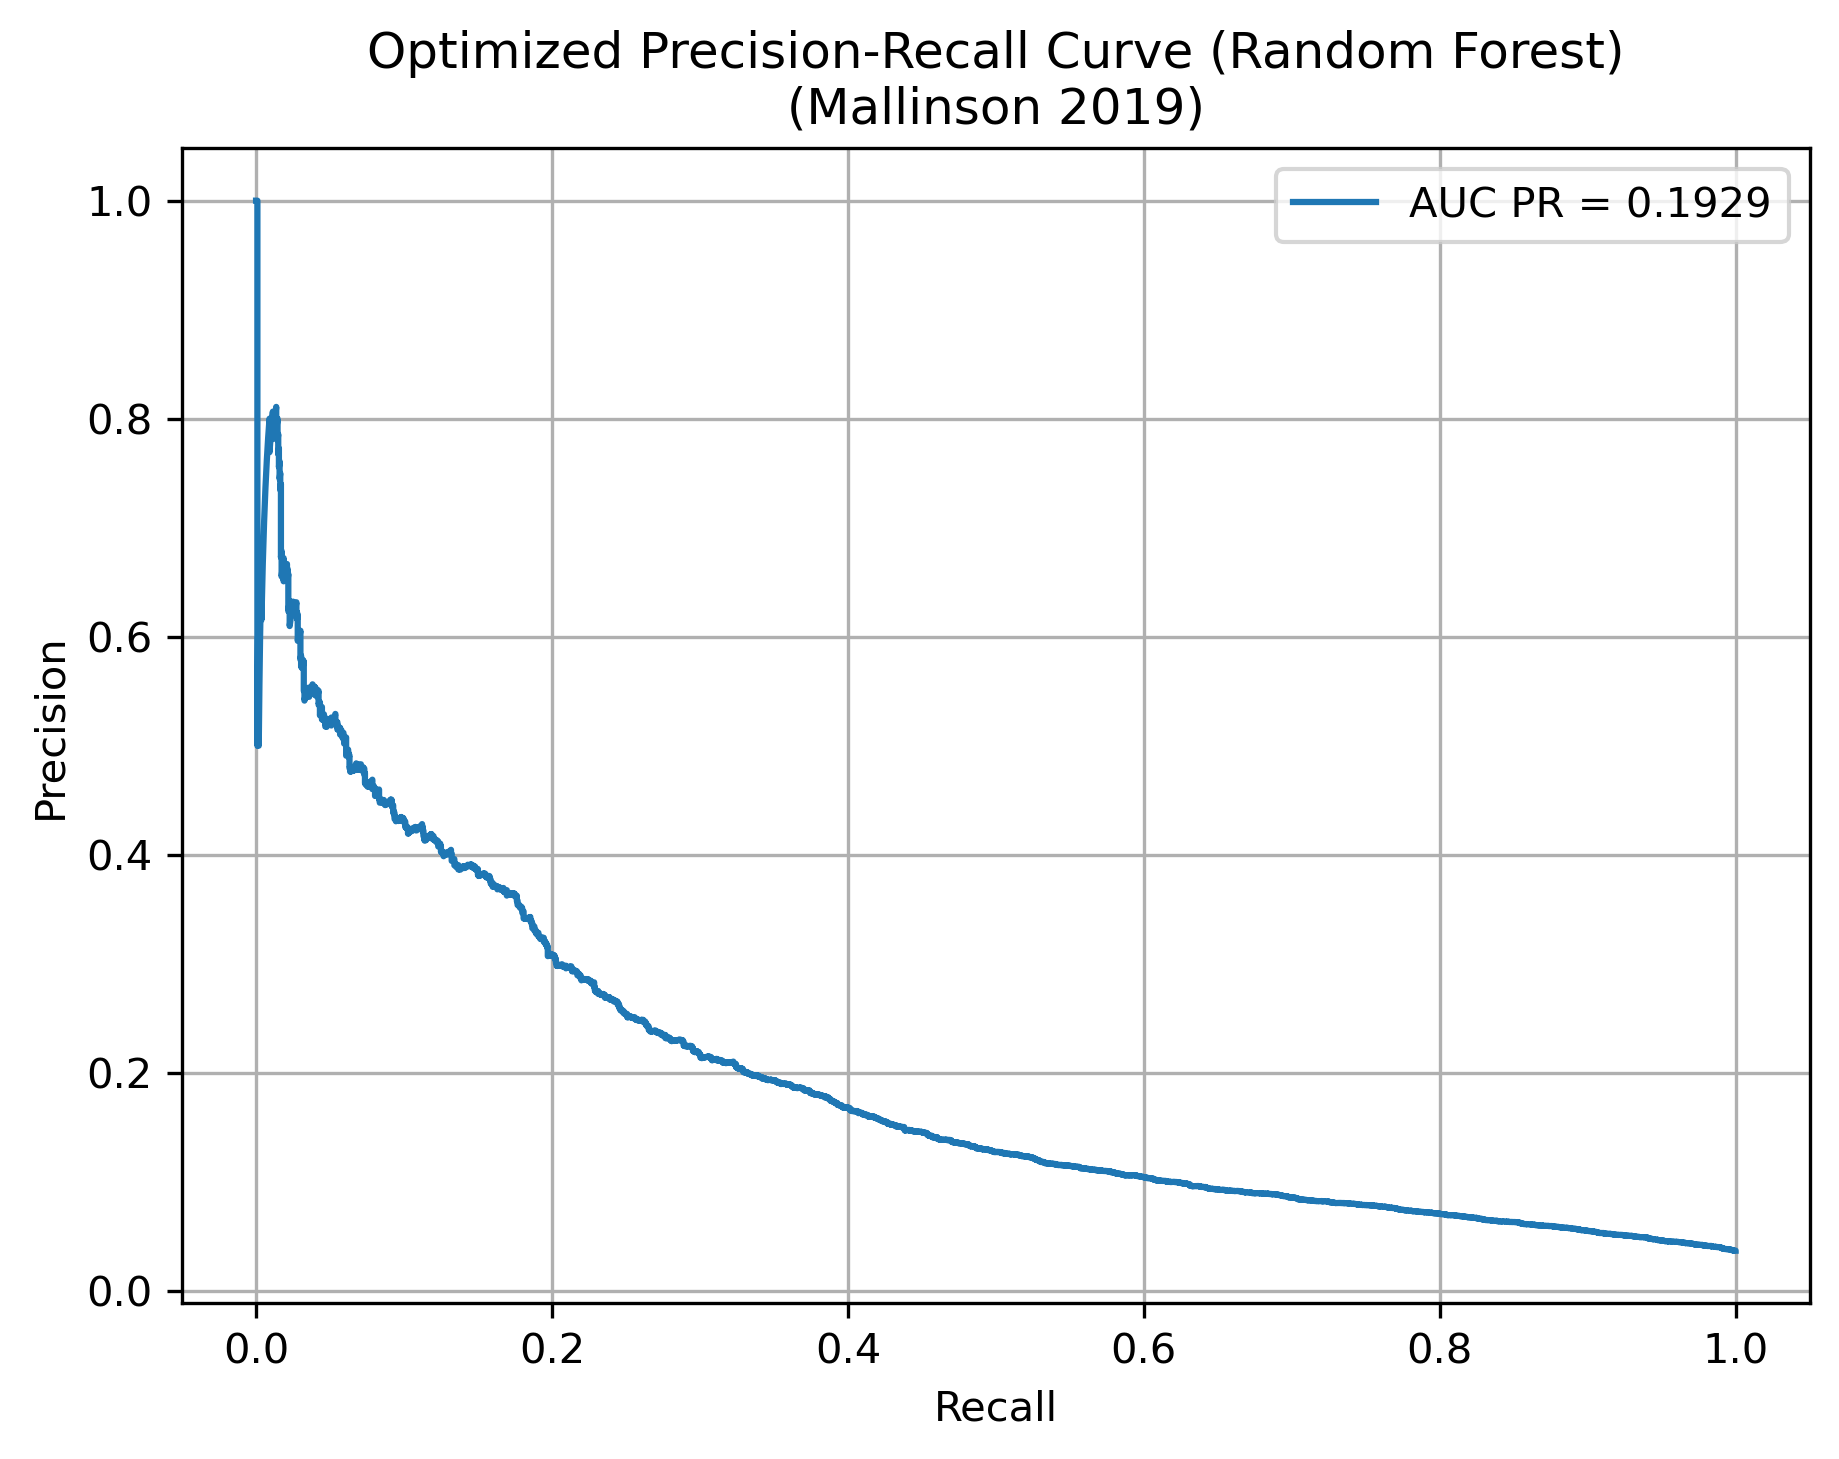 Optimized Precision-Recall Curve (Random Forest)
(Mallinson 2019)
AUC PR = 0.1929
1.0
0.8
0.6
0.4
0.2
0.0
Precision
0.0 0.2 0.4 0.6 0.8 1.0
Recall